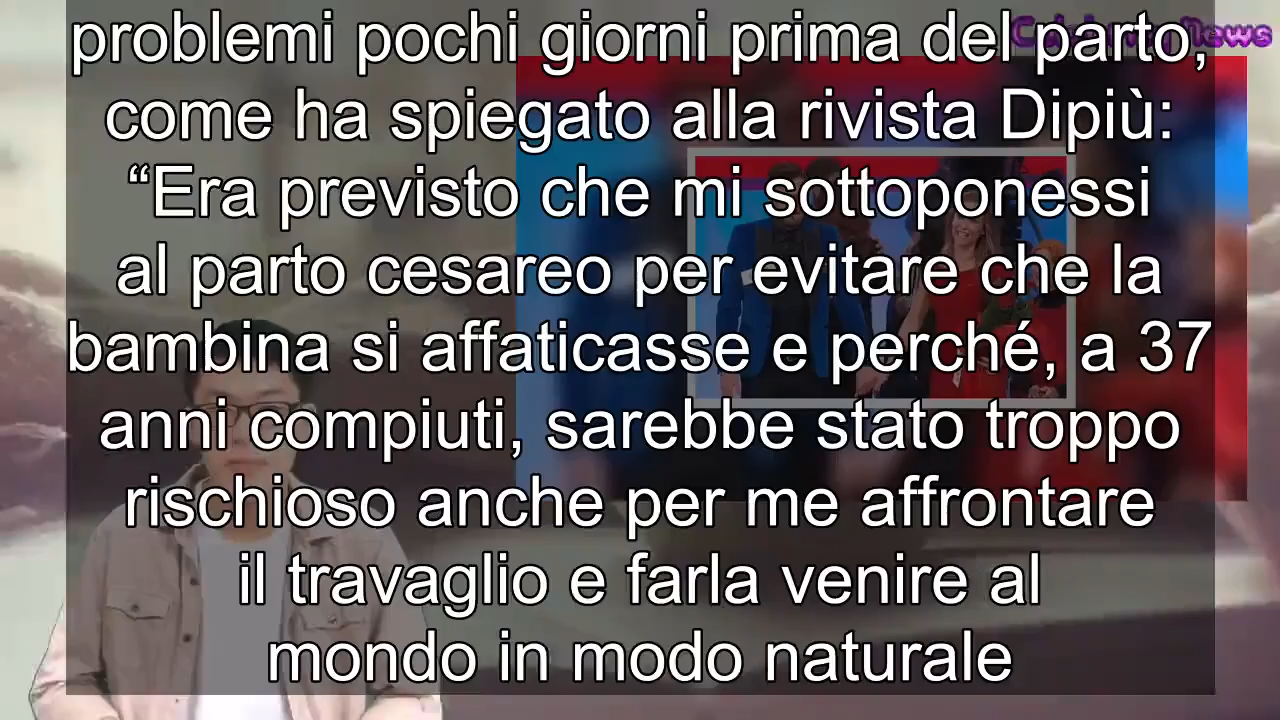 problemi pochi giorni prima del parto,
come ha spiegato alla rivista Dipiù:
“Era previsto che mi sottoponessi
al parto cesareo per evitare che la
bambina si affaticasse e perché, a 37
anni compiuti, sarebbe stato troppo
rischioso anche per me affrontare
il travaglio e farla venire al
mondo in modo naturale
News